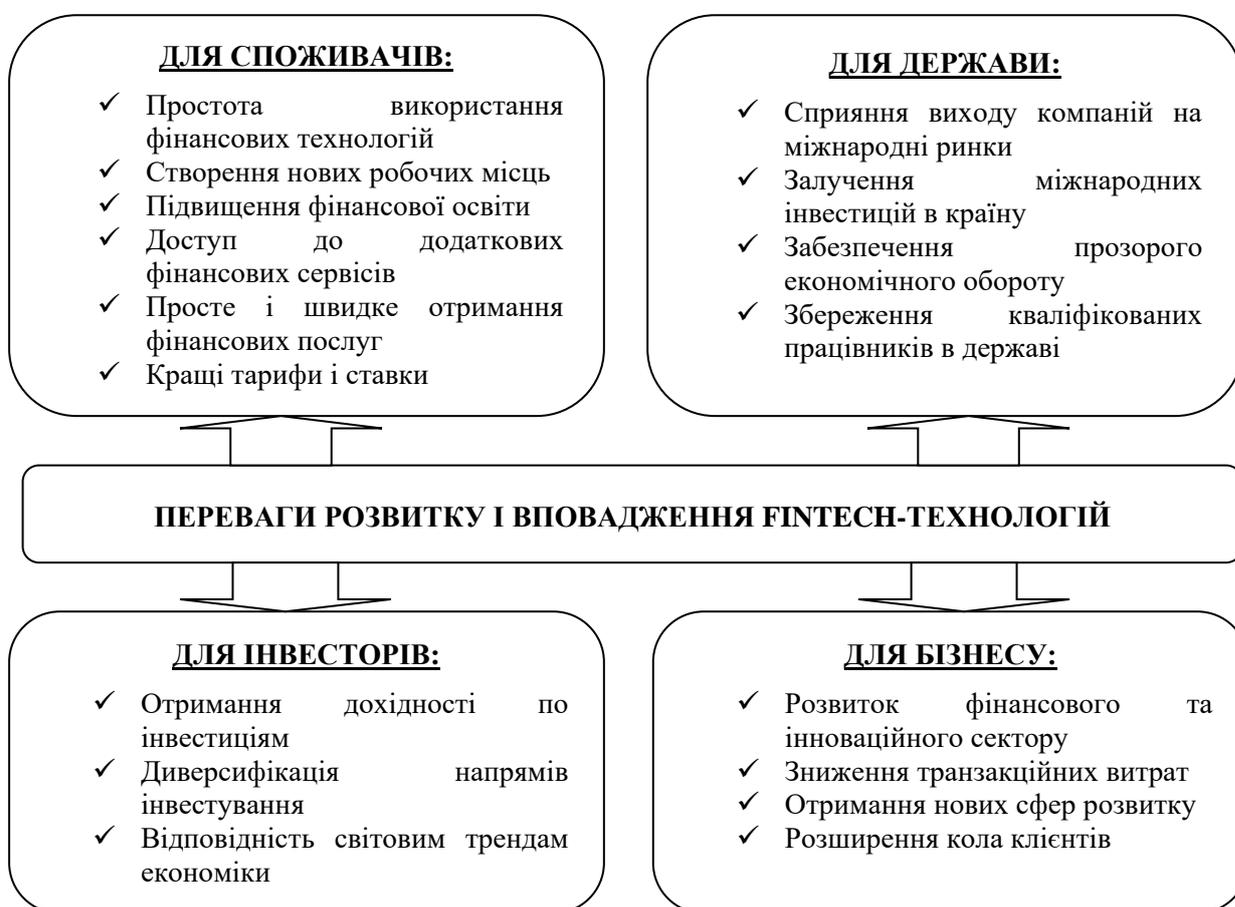 ДЛЯ СПОЖИВАЧІВ:
✓ Простота використання
фінансових технологій
✓ Створення нових робочих місць
✓ Підвищення фінансової освіти
✓ Доступ до додаткових
фінансових сервісів
✓ Просте і швидке отримання
фінансових послуг
✓ Кращі тарифи і ставки
ДЛЯ ДЕРЖАВИ:
✓ Сприяння виходу компаній на
міжнародні ринки
✓ Залучення міжнародних
інвестицій в країну
✓ Забезпечення прозорого
економічного обороту
✓ Збереження кваліфікованих
працівників в державі
ПЕРЕВАГИ РОЗВИТКУ І ВПОВАДЖЕННЯ FINTECH-ТЕХНОЛОГІЙ
ДЛЯ ІНВЕСТОРІВ:
✓ Отримання дохідності по
інвестиціям
✓ Диверсифікація напрямів
інвестування
✓ Відповідність світовим трендам
економіки
ДЛЯ БІЗНЕСУ:
✓ Розвиток фінансового та
інноваційного сектору
✓ Зниження транзакційних витрат
✓ Отримання нових сфер розвитку
✓ Розширення кола клієнтів